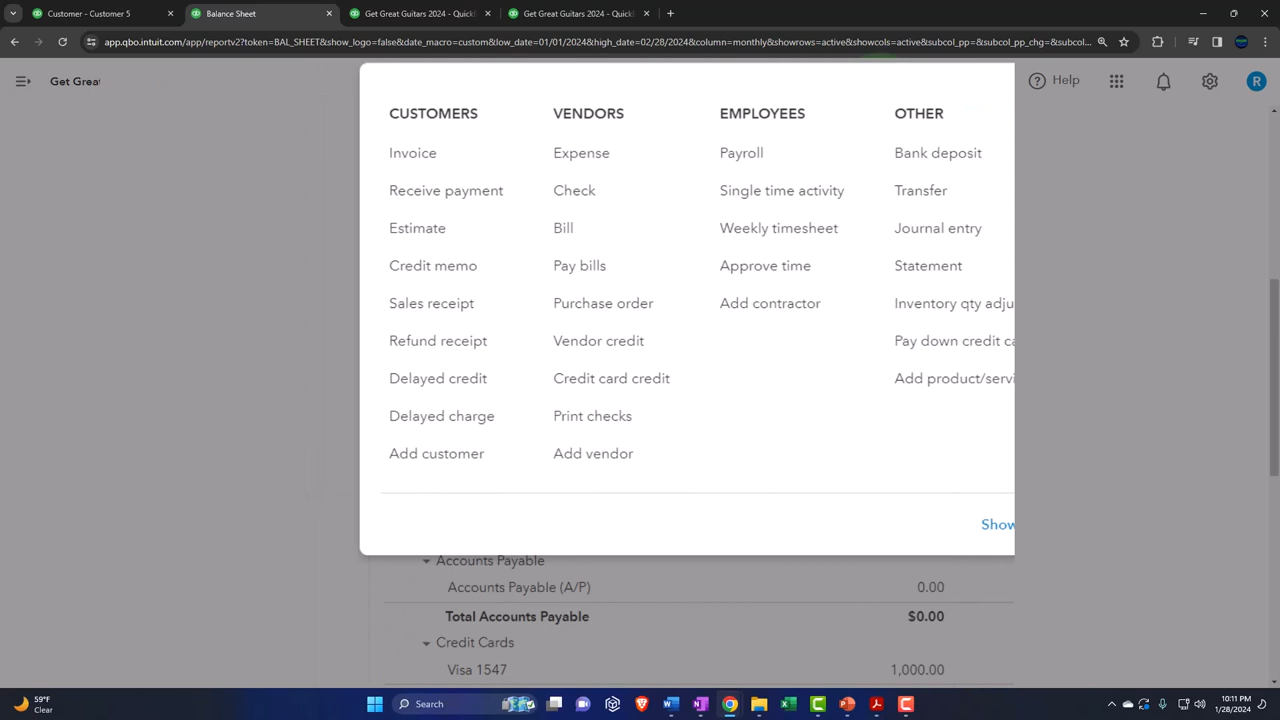 Customer - Customer 5
Balance Sheet
Get Great Guitars 2024 - Quick
Get Great Guitars 2024 - Quick
app.qbo.intuit.com/app/reportv2?token=BAL_SHEET&show_logo=false&date_macro=custom&low_date=01/01/2024&high_date=02/28/2024&column=monthly&showrows=active&showcols=active&subcol_pp=&subcol_pp_chg=&subcol...
Get Great
Help
R
CUSTOMERS
Invoice
Receive payment
Estimate
Credit memo
Sales receipt
Refund receipt
Delayed credit
Delayed charge
Add customer
VENDORS
Expense
Check
Bill
Pay bills
Purchase order
Vendor credit
Credit card credit
Print checks
Add vendor
EMPLOYEES
Payroll
Single time activity
Weekly timesheet
Approve time
Add contractor
OTHER
Bank deposit
Transfer
Journal entry
Statement
Inventory qty adju
Pay down credit ca
Add product/servi
Show
Accounts Payable
Accounts Payable (A/P) 0.00
Total Accounts Payable $0.00
Credit Cards
Visa 1547 1,000.00
59°F
Clear
Search
10:11 PM
1/28/2024